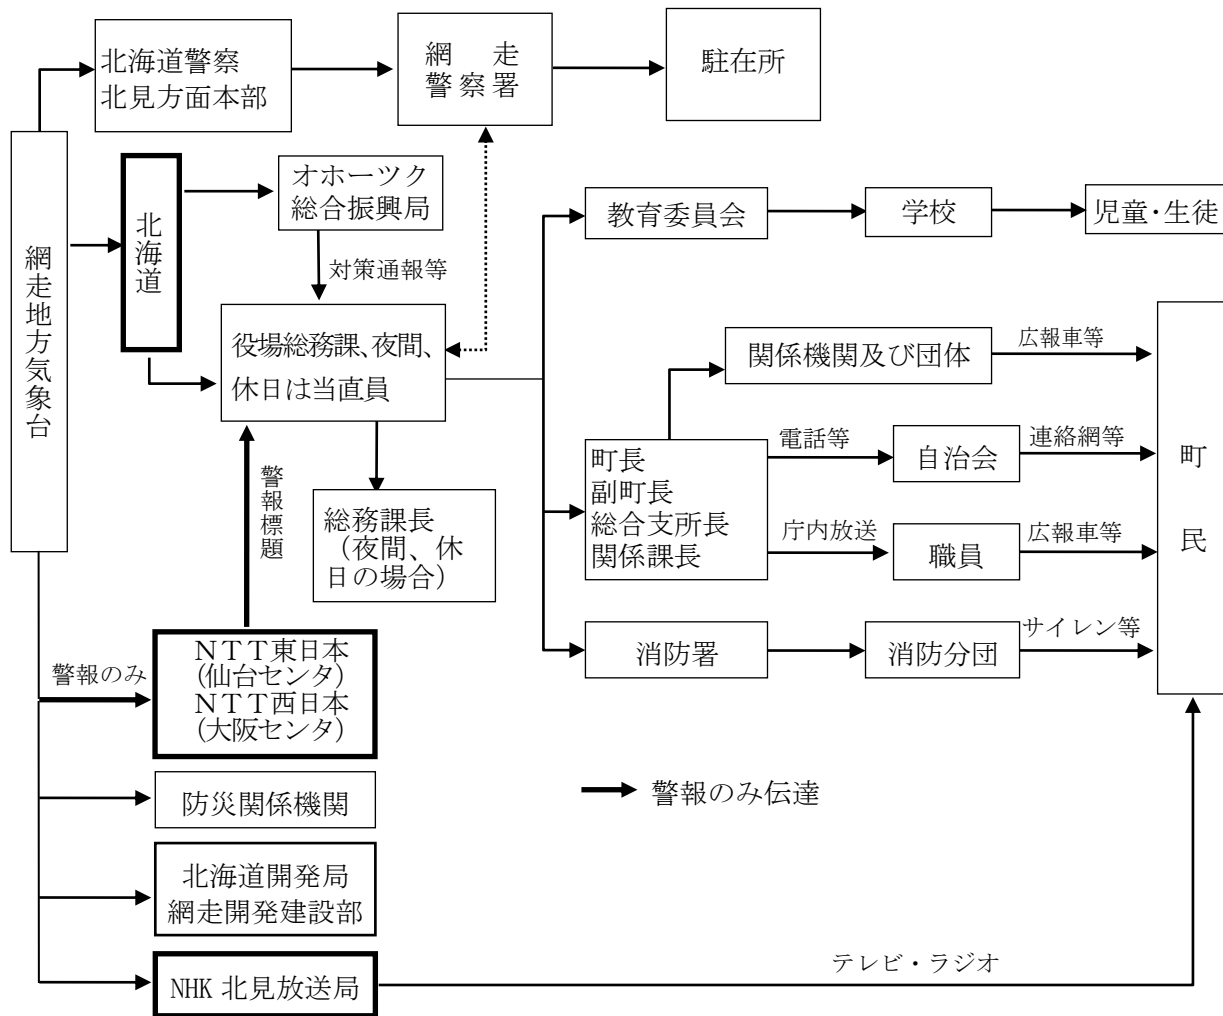 北海道警察
北見方面本部
網　走
警察署
駐在所
網走地方気象台
北海道
オホーツク
総合振興局
対策通報等
役場総務課、夜間、
休日は当直員
教育委員会
学校
児童・生徒
関係機関及び団体
広報車等
町長
副町長
総合支所長
関係課長
電話等
自治会
連絡網等
庁内放送
職員
広報車等
町　民
総務課長
（夜間、休
日の場合）
警報標題
消防署
消防分団
サイレン等
警報のみ
ＮＴＴ東日本
(仙台センタ)
ＮＴＴ西日本
(大阪センタ)
警報のみ伝達
防災関係機関
北海道開発局
網走開発建設部
NHK 北見放送局
テレビ・ラジオ